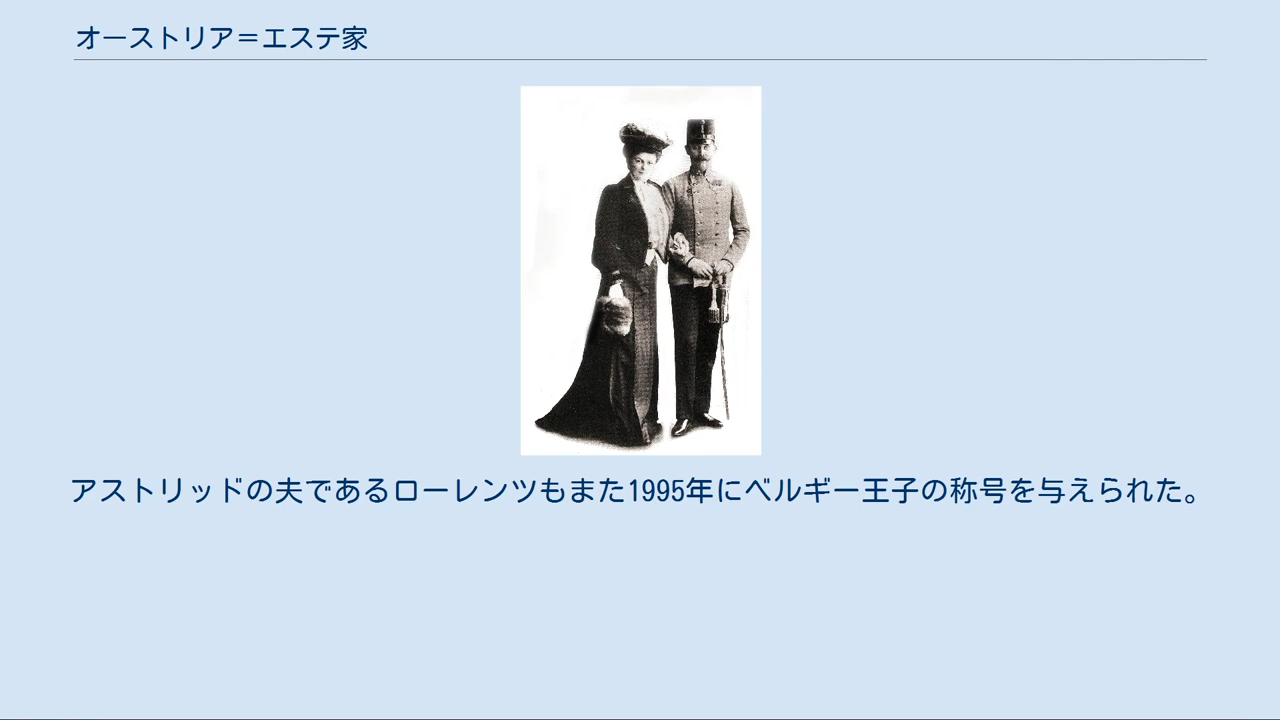 オーストリア＝エステ家
アストリッドの夫であるローレンツもまた1995年にベルギー王子の称号を与えられた。